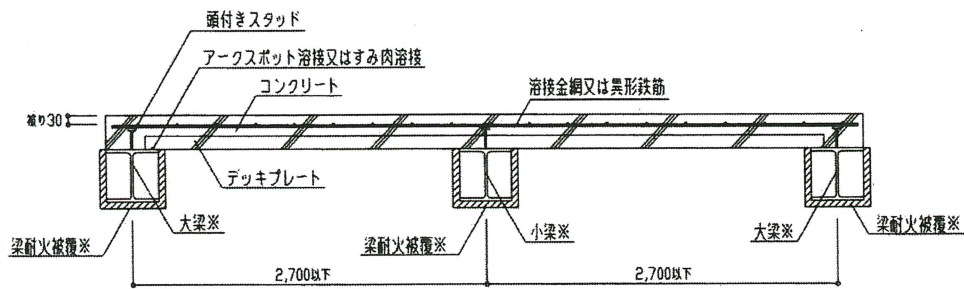 頭付きスタッド
アークスポット溶接又はすみ肉溶接
コンクリート
溶接金網又は異形鉄筋
被り30
デッキプレート
大梁※
梁耐火被覆※
梁耐火被覆※
小梁※
大梁※
梁耐火被覆※
2,700以下
2,700以下